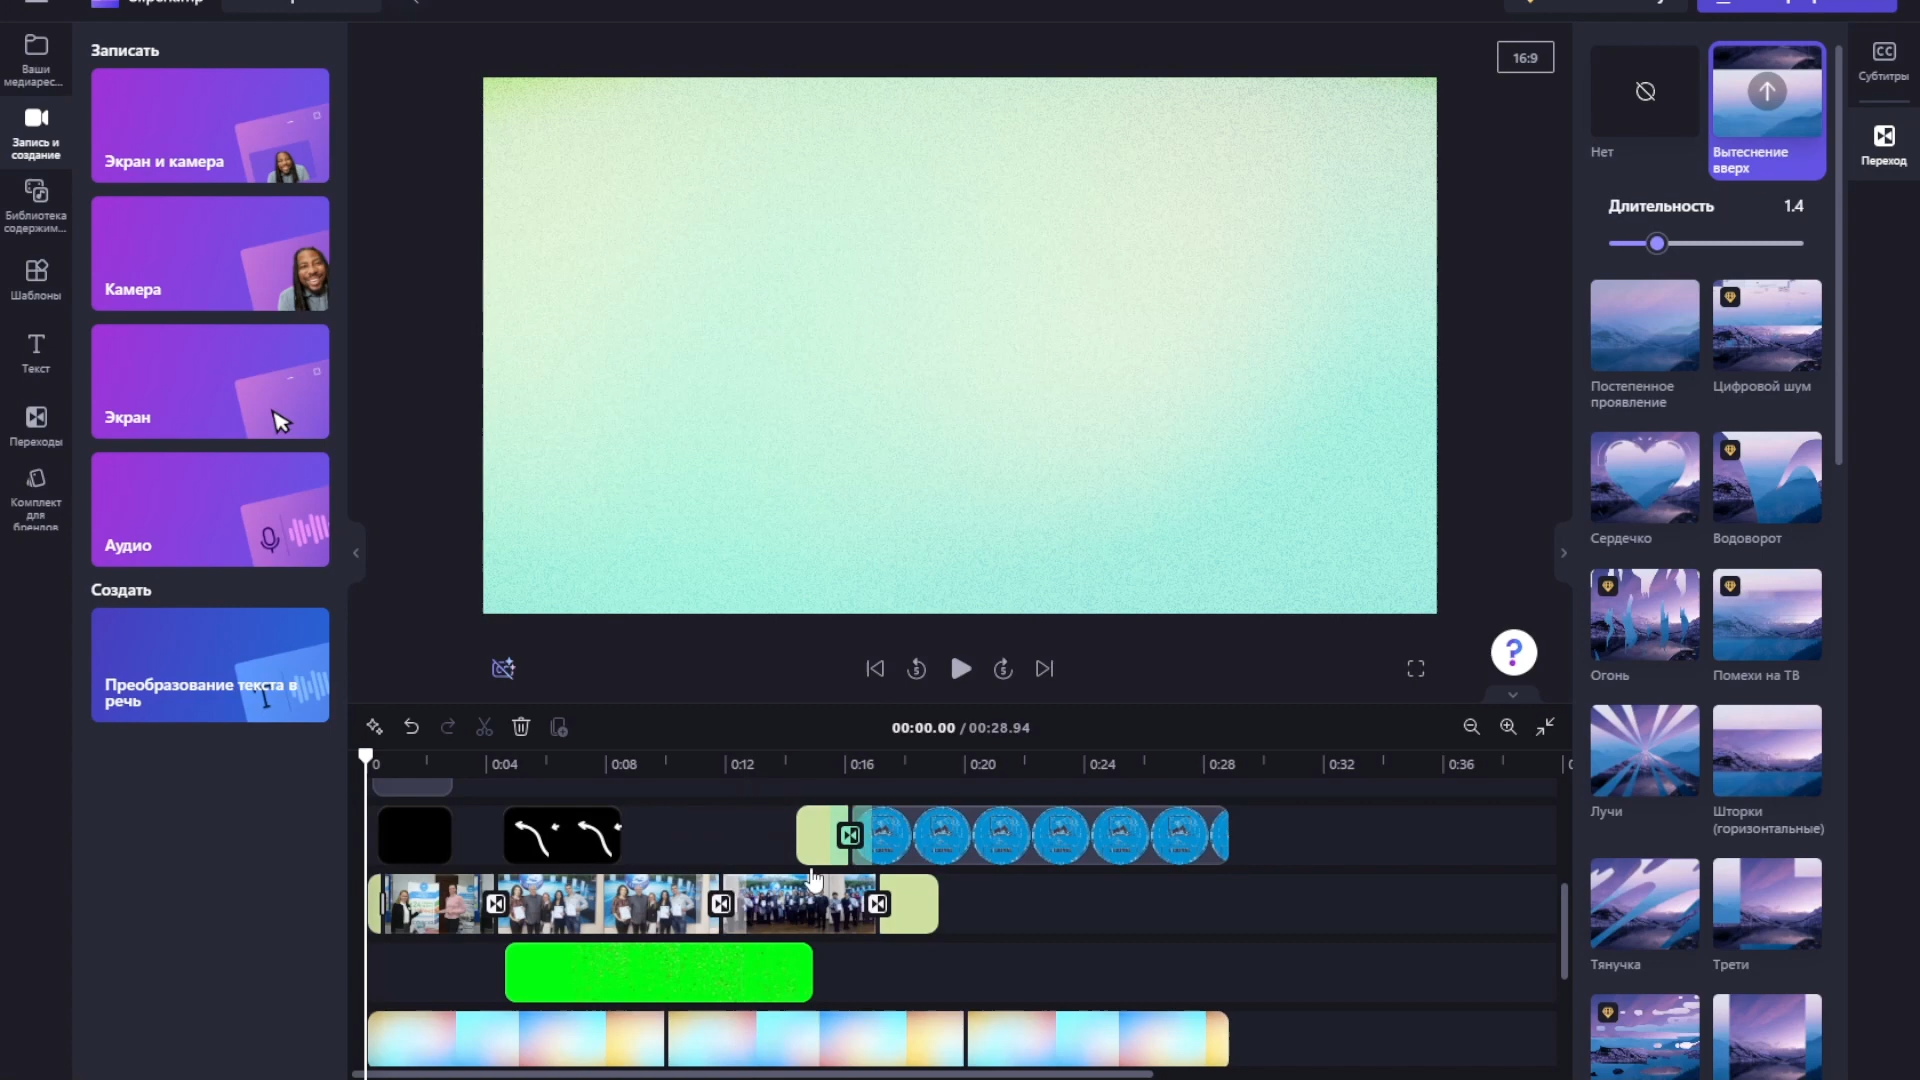 Записать
16:9
Ваши
медиарес...
Экран и камера
Запись и
создание
Камера
Библиотека
содержим...
Шаблоны
Экран
Текст
Переходы
Аудио
Комплект
для
брендов
Создать
Преобразование текста в
речь
Нет
Вытеснение
вверх
CC
Субтитры
Переход
Длительность 1.4
Постепенное
проявление
Цифровой шум
Сердечко
Водоворот
Огонь
Помехи на ТВ
Лучи
Шторки
(горизонтальные)
Тянучка
Трети
5
5
?
00:00.00 / 00:28.94
0 0:04 0:08 0:12 0:16 0:20 0:24 0:28 0:32 0:36